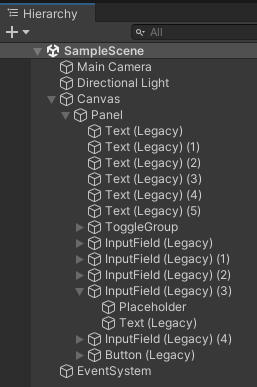 Hierarchy
All
SampleScene
Main Camera
Directional Light
Canvas
Panel
Text (Legacy)
Text (Legacy) (1)
Text (Legacy) (2)
Text (Legacy) (3)
Text (Legacy) (4)
Text (Legacy) (5)
ToggleGroup
InputField (Legacy)
InputField (Legacy) (1)
InputField (Legacy) (2)
InputField (Legacy) (3)
Placeholder
Text (Legacy)
InputField (Legacy) (4)
Button (Legacy)
EventSystem